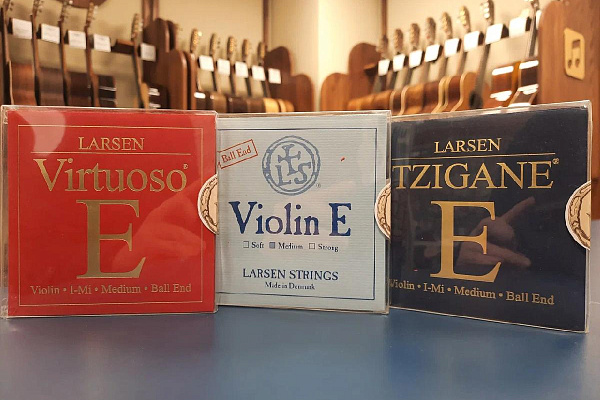 LARSEN
Virtuoso®
E
Violin • I-Mi • Medium • Ball End
Ball End
LS
Violin E
Soft Medium Strong
LARSEN STRINGS
Made in Denmark
LARSEN
TZIGANE®
E
Violin • I-Mi • Medium • Ball End